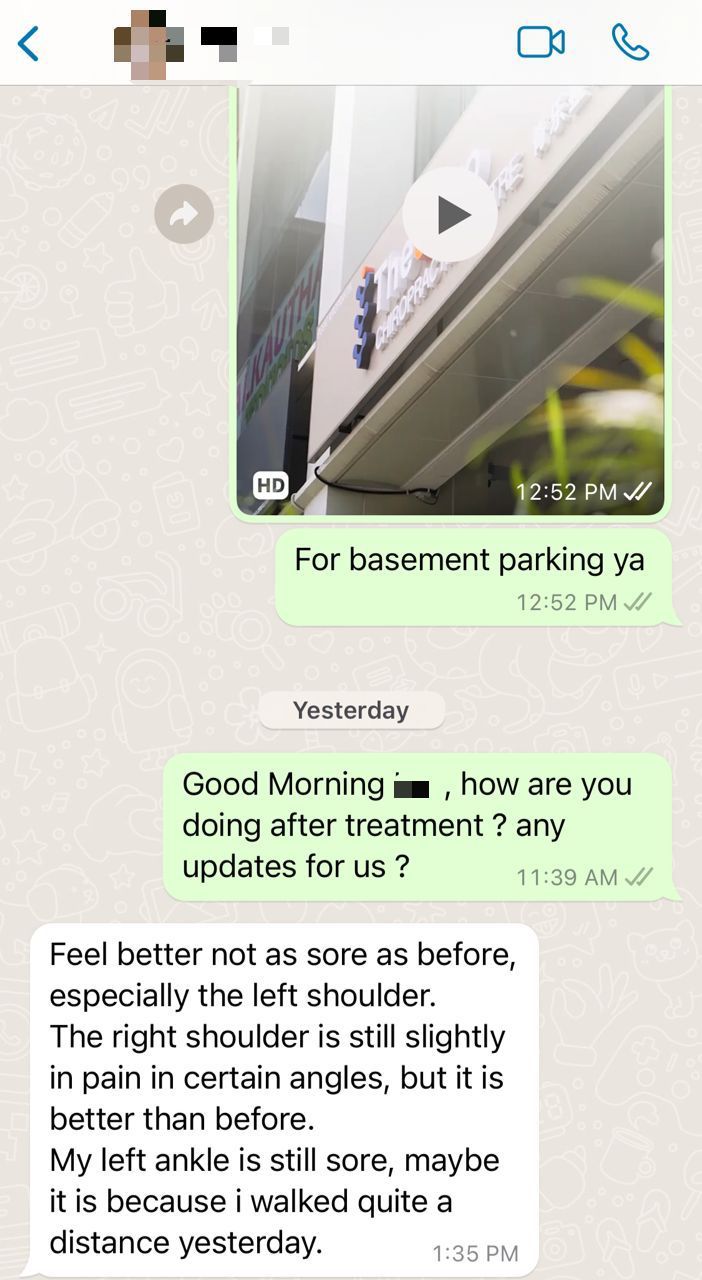 The
CHIROPRACT
HD
12:52 PM
For basement parking ya
12:52 PM
Yesterday
Good Morning , how are you
doing after treatment ? any
updates for us ?
11:39 AM
Feel better not as sore as before,
especially the left shoulder.
The right shoulder is still slightly
in pain in certain angles, but it is
better than before.
My left ankle is still sore, maybe
it is because i walked quite a
distance yesterday.
1:35 PM